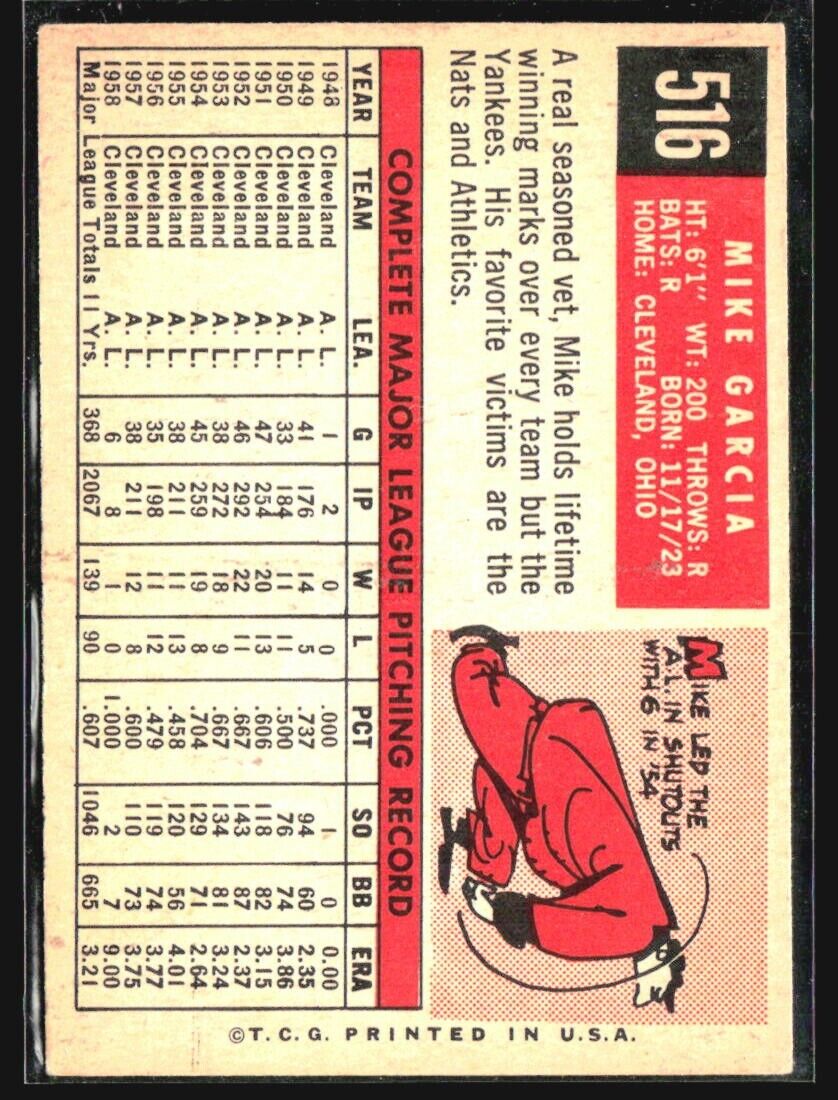 516
MIKE GARCIA
HT: 6'1" WT: 200 THROWS: R
BATS: R BORN: 11/17/23
HOME: CLEVELAND, OHIO
A real seasoned vet, Mike holds lifetime
winning marks over every team but the
Yankees. His favorite victims are the
Nats and Athletics.
MIKE LED THE
A.L. IN SHUTOUTS
WITH 6 IN '54
COMPLETE MAJOR LEAGUE PITCHING RECORD
YEAR TEAM LEA. G IP W L PCT SO BB ERA
1948 Cleveland A. L. 1 2 0 0 .000 1 0 0.00
1949 Cleveland A. L. 41 176 14 5 .737 94 60 2.35
1950 Cleveland A. L. 33 184 11 11 .500 76 74 3.86
1951 Cleveland A. L. 47 254 20 13 .606 118 82 3.15
1952 Cleveland A. L. 46 292 22 11 .667 143 87 2.37
1953 Cleveland A. L. 38 272 18 9 .667 134 81 3.24
1954 Cleveland A. L. 45 259 19 8 .704 129 71 2.64
1955 Cleveland A. L. 38 211 11 13 .458 120 56 4.01
1956 Cleveland A. L. 35 198 11 12 .479 119 74 3.77
1957 Cleveland A. L. 38 211 12 8 .600 110 73 3.75
1958 Cleveland A. L. 6 8 1 0 1.000 2 7 9.00
Major League Totals 11 Yrs. 368 2067 139 90 .607 1046 665 3.21
©T.C.G. PRINTED IN U.S.A.